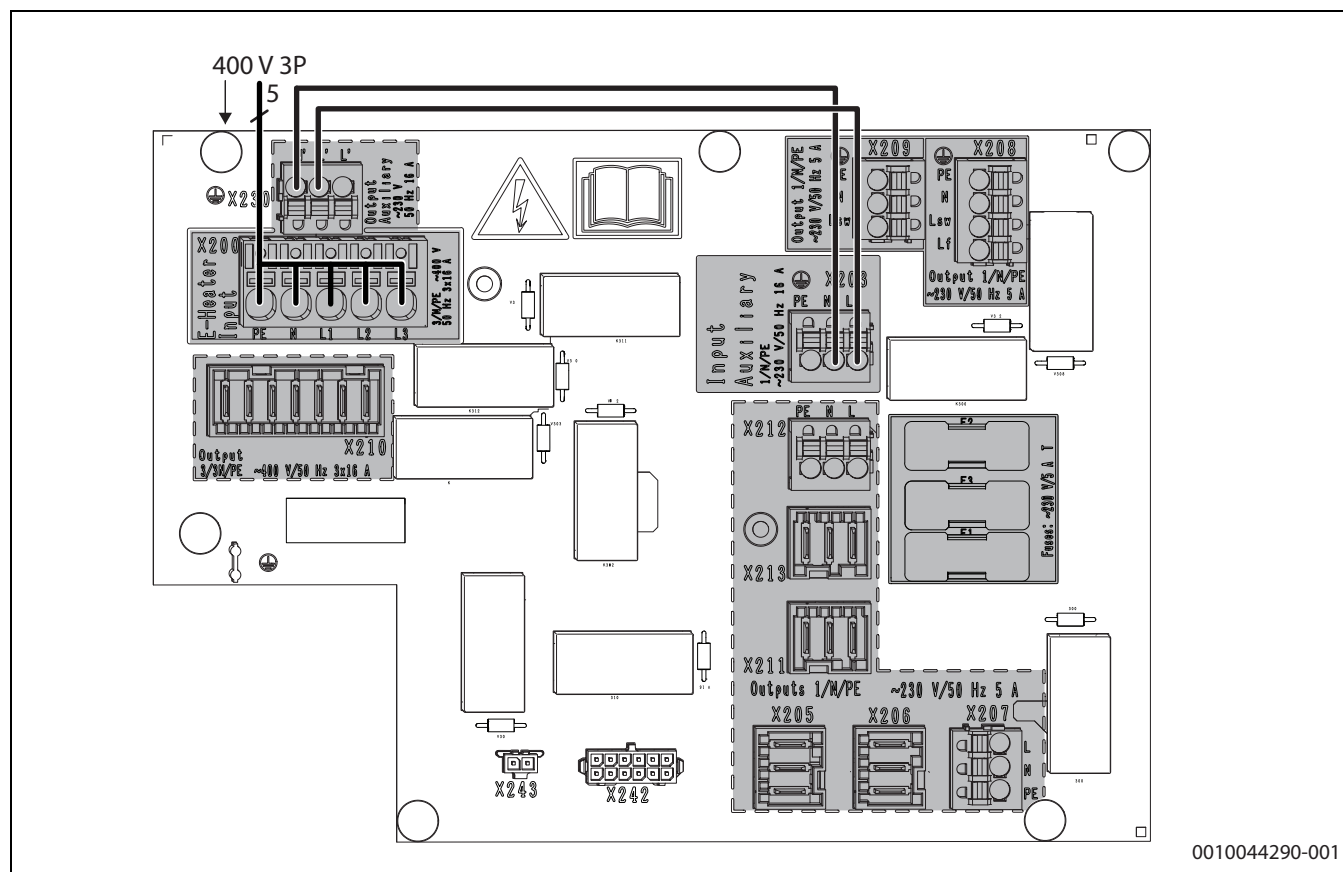 400 V 3P
5
L'
X230
Output
Auxiliary
~230 V
50 Hz 16 A
X200
E-Heater
Input
3/N/PE ~400 V
50 Hz 3x16 A
PE N L1 L2 L3
X210
Output
3/3N/PE ~400 V/50 Hz 3x16 A
Input
Auxiliary
1/N/PE
~230 V/50 Hz 16 A
X203
PE N L
Output 1/N/PE
~230 V/50 Hz 5 A
X209
X208
PE
N
Lsw
Lf
Output 1/N/PE
~230 V/50 Hz 5 A
PE N L
X212
X213
X211
Outputs 1/N/PE ~230 V/50 Hz 5 A
X205 X206 X207
L
N
PE
Fuses: ~230 V/5 A T
K311
K312
K300
X243
X242
0010044290-001